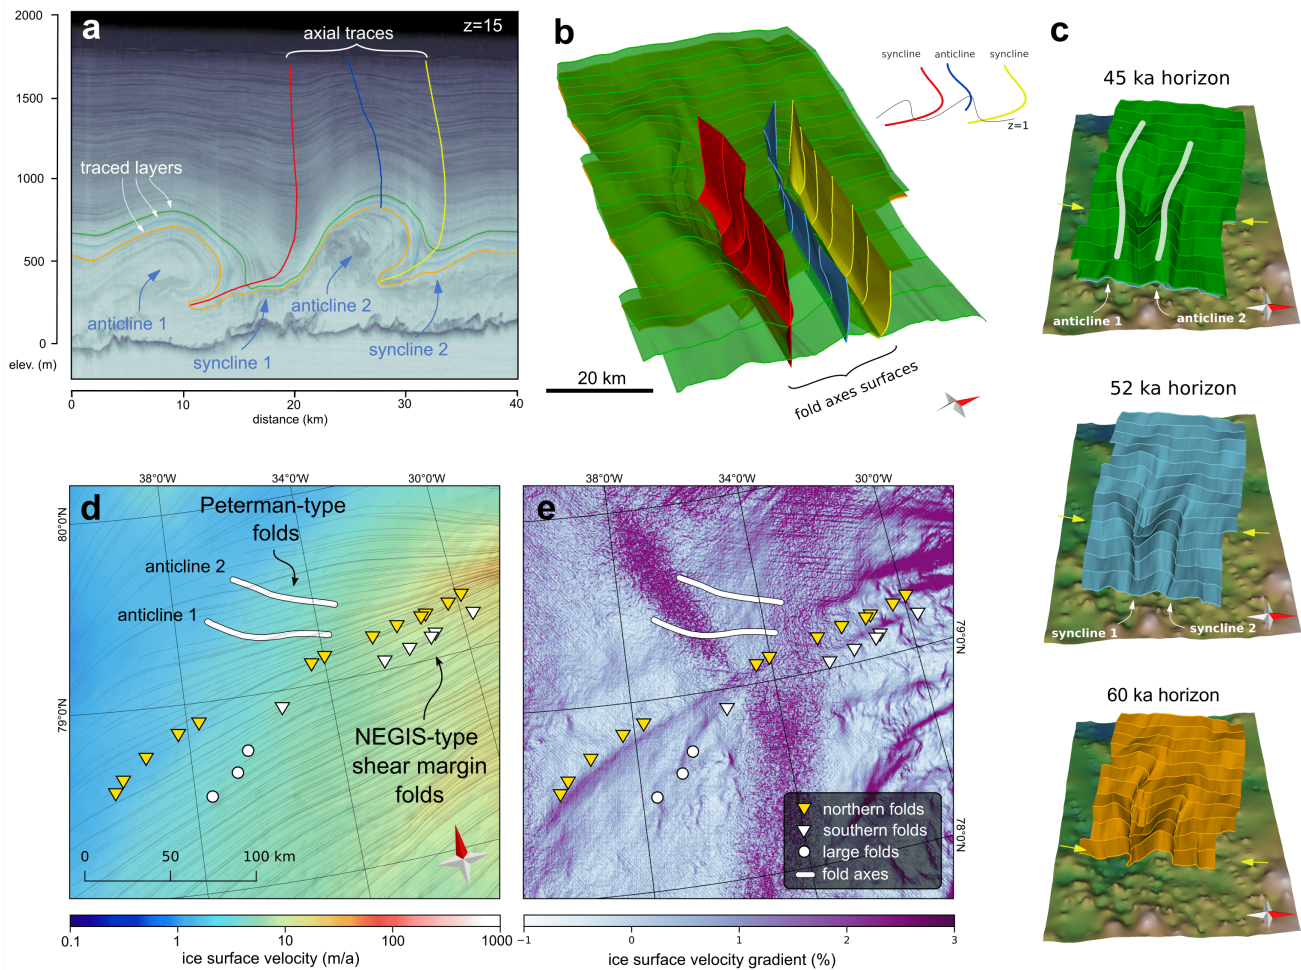 a
z=15
axial traces
2000
1500
1000
500
0
elev. (m)
traced layers
anticline 1
anticline 2
syncline 1
syncline 2
0
10
20
30
40
distance (km)
b
syncline
anticline
syncline
z=1
20 km
fold axes surfaces
c
45 ka horizon
anticline 1
anticline 2
52 ka horizon
syncline 1
syncline 2
60 ka horizon
38°0'W
34°0'W
30°0'W
80°0'N
79°0'N
d
Peterman-type
folds
anticline 2
anticline 1
NEGIS-type
shear margin
folds
0
50
100 km
0.1
1
10
100
1000
ice surface velocity (m/a)
38°0'W
34°0'W
30°0'W
79°0'N
78°0'N
e
northern folds
southern folds
large folds
fold axes
−1
0
1
2
3
ice surface velocity gradient (%)